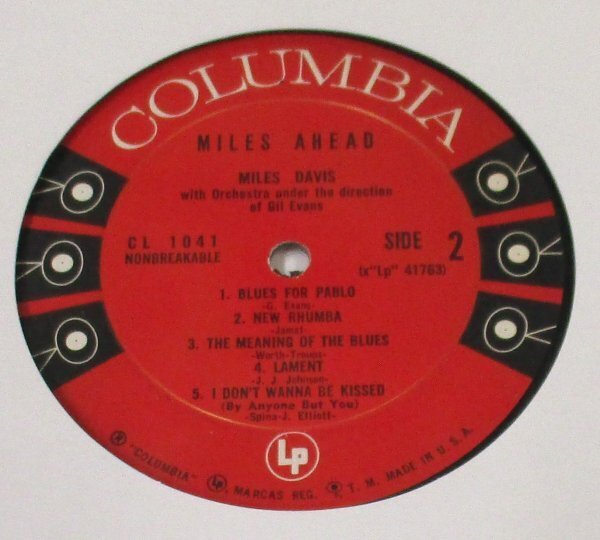 COLUMBIA
MILES AHEAD
MILES DAVIS
with Orchestra under the direction
of Gil Evans
CL 1041
NONBREAKABLE
SIDE 2
(x"Lp" 41763)
1. BLUES FOR PABLO
-G. Evans-
2. NEW RHUMBA
-Jamal-
3. THE MEANING OF THE BLUES
-Worth-Troups-
4. LAMENT
-J. J. Johnson-
5. I DON'T WANNA BE KISSED
(By Anyone But You)
-Spina-J. Elliott-
Lp
® "COLUMBIA" Lp, MARCAS REG. T. M. MADE IN U.S.A.